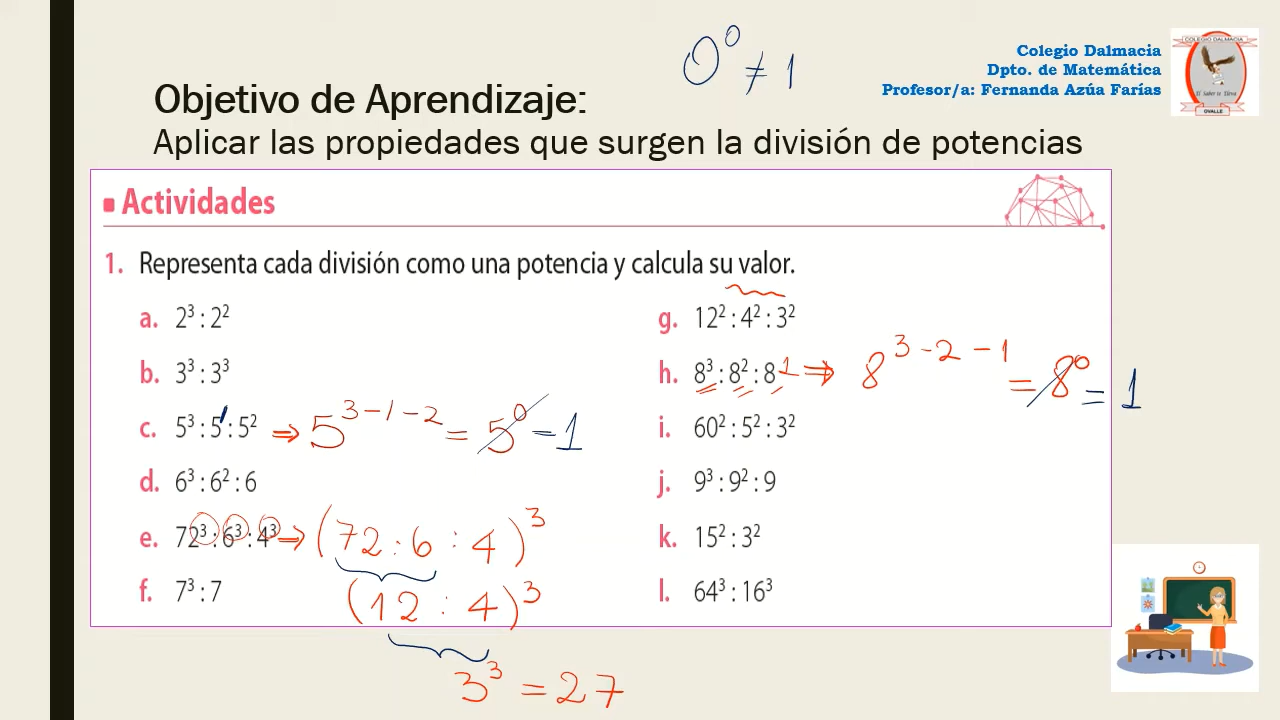 0⁰ ≠ 1
Colegio Dalmacia
Dpto. de Matemática
Profesor/a: Fernanda Azúa Farías
COLEGIO DALMACIA
OVALLE
Objetivo de Aprendizaje:
Aplicar las propiedades que surgen la división de potencias
Actividades
1. Representa cada división como una potencia y calcula su valor.
a. 2³ : 2²
b. 3³ : 3³
c. 5³ : 5¹ : 5² ⇒ 5³⁻¹⁻² = 5⁰ = 1
d. 6³ : 6² : 6
e. 72³ : 6³ : 4³ ⇒ (72 : 6 : 4)³
(12 : 4)³
3³ = 27
f. 7³ : 7
g. 12² : 4² : 3²
h. 8³ : 8² : 8¹ ⇒ 8³⁻²⁻¹ = 8⁰ = 1
i. 60² : 5² : 3²
j. 9³ : 9² : 9
k. 15² : 3²
l. 64³ : 16³